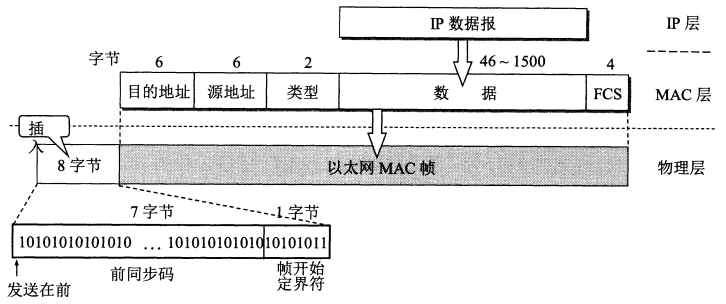 IP 数据报
IP 层
字节
6
6
2
46~1500
4
目的地址
源地址
类型
数 据
FCS
MAC 层
插
入
8字节
以太网 MAC 帧
物理层
7 字节
1 字节
10101010101010 … 10101010101010101011
前同步码
帧开始
定界符
发送在前